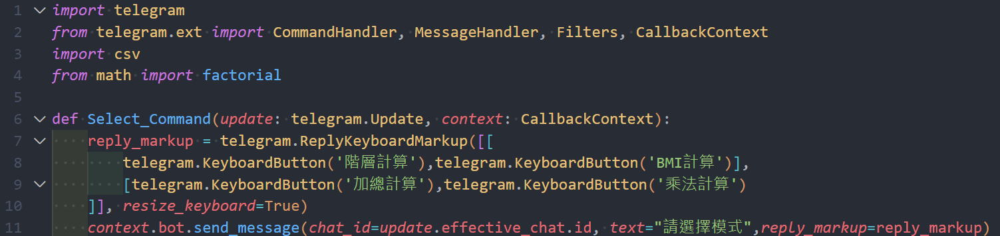 1 import telegram
2 from telegram.ext import CommandHandler, MessageHandler, Filters, CallbackContext
3 import csv
4 from math import factorial
5
6 def Select_Command(update: telegram.Update, context: CallbackContext):
7     reply_markup = telegram.ReplyKeyboardMarkup([[
8         telegram.KeyboardButton('階層計算'),telegram.KeyboardButton('BMI計算')],
9         [telegram.KeyboardButton('加總計算'),telegram.KeyboardButton('乘法計算')
10     ]], resize_keyboard=True)
11     context.bot.send_message(chat_id=update.effective_chat.id, text="請選擇模式",reply_markup=reply_markup)